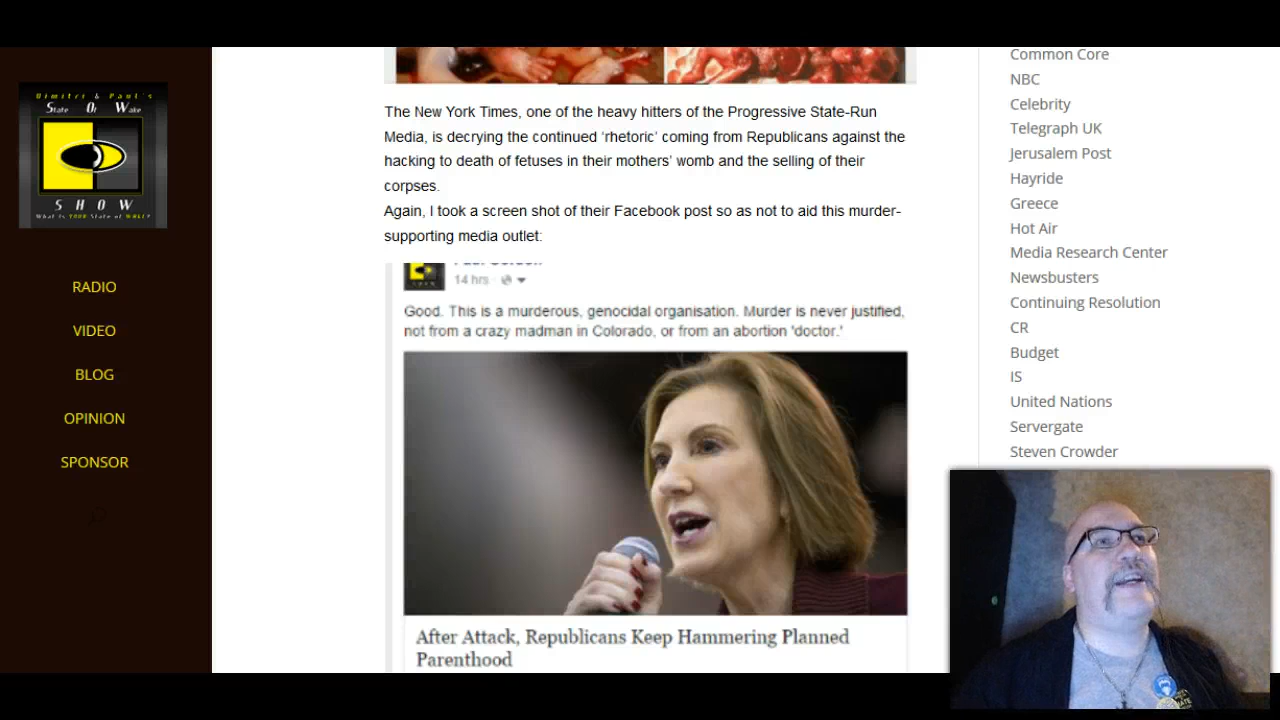 Dimitri & Paul's
State Of Wake
SHOW
What Is YOUR State of WAKE?
RADIO
VIDEO
BLOG
OPINION
SPONSOR
The New York Times, one of the heavy hitters of the Progressive State-Run
Media, is decrying the continued ‘rhetoric’ coming from Republicans against the
hacking to death of fetuses in their mothers’ womb and the selling of their
corpses.
Again, I took a screen shot of their Facebook post so as not to aid this murder-
supporting media outlet:
14 hrs
Good. This is a murderous, genocidal organisation. Murder is never justified,
not from a crazy madman in Colorado, or from an abortion 'doctor.'
After Attack, Republicans Keep Hammering Planned
Parenthood
Common Core
NBC
Celebrity
Telegraph UK
Jerusalem Post
Hayride
Greece
Hot Air
Media Research Center
Newsbusters
Continuing Resolution
CR
Budget
IS
United Nations
Servergate
Steven Crowder